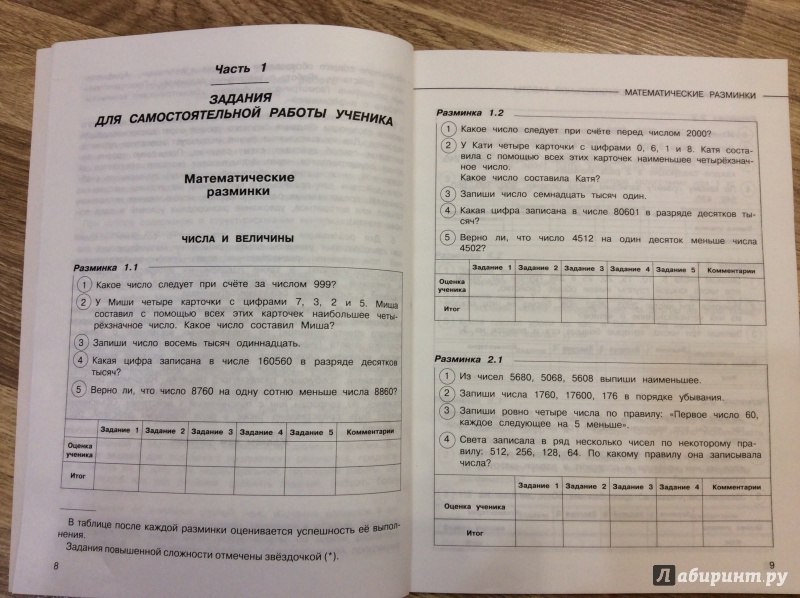 Часть 1
ЗАДАНИЯ
ДЛЯ САМОСТОЯТЕЛЬНОЙ РАБОТЫ УЧЕНИКА
Математические
разминки
ЧИСЛА И ВЕЛИЧИНЫ
Разминка 1.1
1 Какое число следует при счёте за числом 999?
2 У Миши четыре карточки с цифрами 7, 3, 2 и 5. Миша
составил с помощью всех этих карточек наибольшее четы-
рёхзначное число. Какое число составил Миша?
3 Запиши число восемь тысяч одиннадцать.
4 Какая цифра записана в числе 160560 в разряде десятков
тысяч?
5 Верно ли, что число 8760 на одну сотню меньше числа 8860?
Задание 1 Задание 2 Задание 3 Задание 4 Задание 5 Комментарии
Оценка
ученика
Итог
В таблице после каждой разминки оценивается успешность её выпол-
нения.
Задания повышенной сложности отмечены звёздочкой (*).
8
МАТЕМАТИЧЕСКИЕ РАЗМИНКИ
Разминка 1.2
1 Какое число следует при счёте перед числом 2000?
2 У Кати четыре карточки с цифрами 0, 6, 1 и 8. Катя соста-
вила с помощью всех этих карточек наименьшее четырёхзнач-
ное число.
Какое число составила Катя?
3 Запиши число семнадцать тысяч один.
4 Какая цифра записана в числе 80601 в разряде десятков ты-
сяч?
5 Верно ли, что число 4512 на один десяток меньше числа
4502?
Задание 1 Задание 2 Задание 3 Задание 4 Задание 5 Комментарии
Оценка
ученика
Итог
Разминка 2.1
1 Из чисел 5680, 5068, 5608 выпиши наименьшее.
2 Запиши числа 1760, 17600, 176 в порядке убывания.
3 Запиши ровно четыре числа по правилу: «Первое число 60,
каждое следующее на 5 меньше».
4 Света записала в ряд несколько чисел по некоторому пра-
вилу: 512, 256, 128, 64. По какому правилу она записывала
числа?
Задание 1 Задание 2 Задание 3 Задание 4 Комментарии
Оценка ученика
Итог
9
Лабиринт.ру